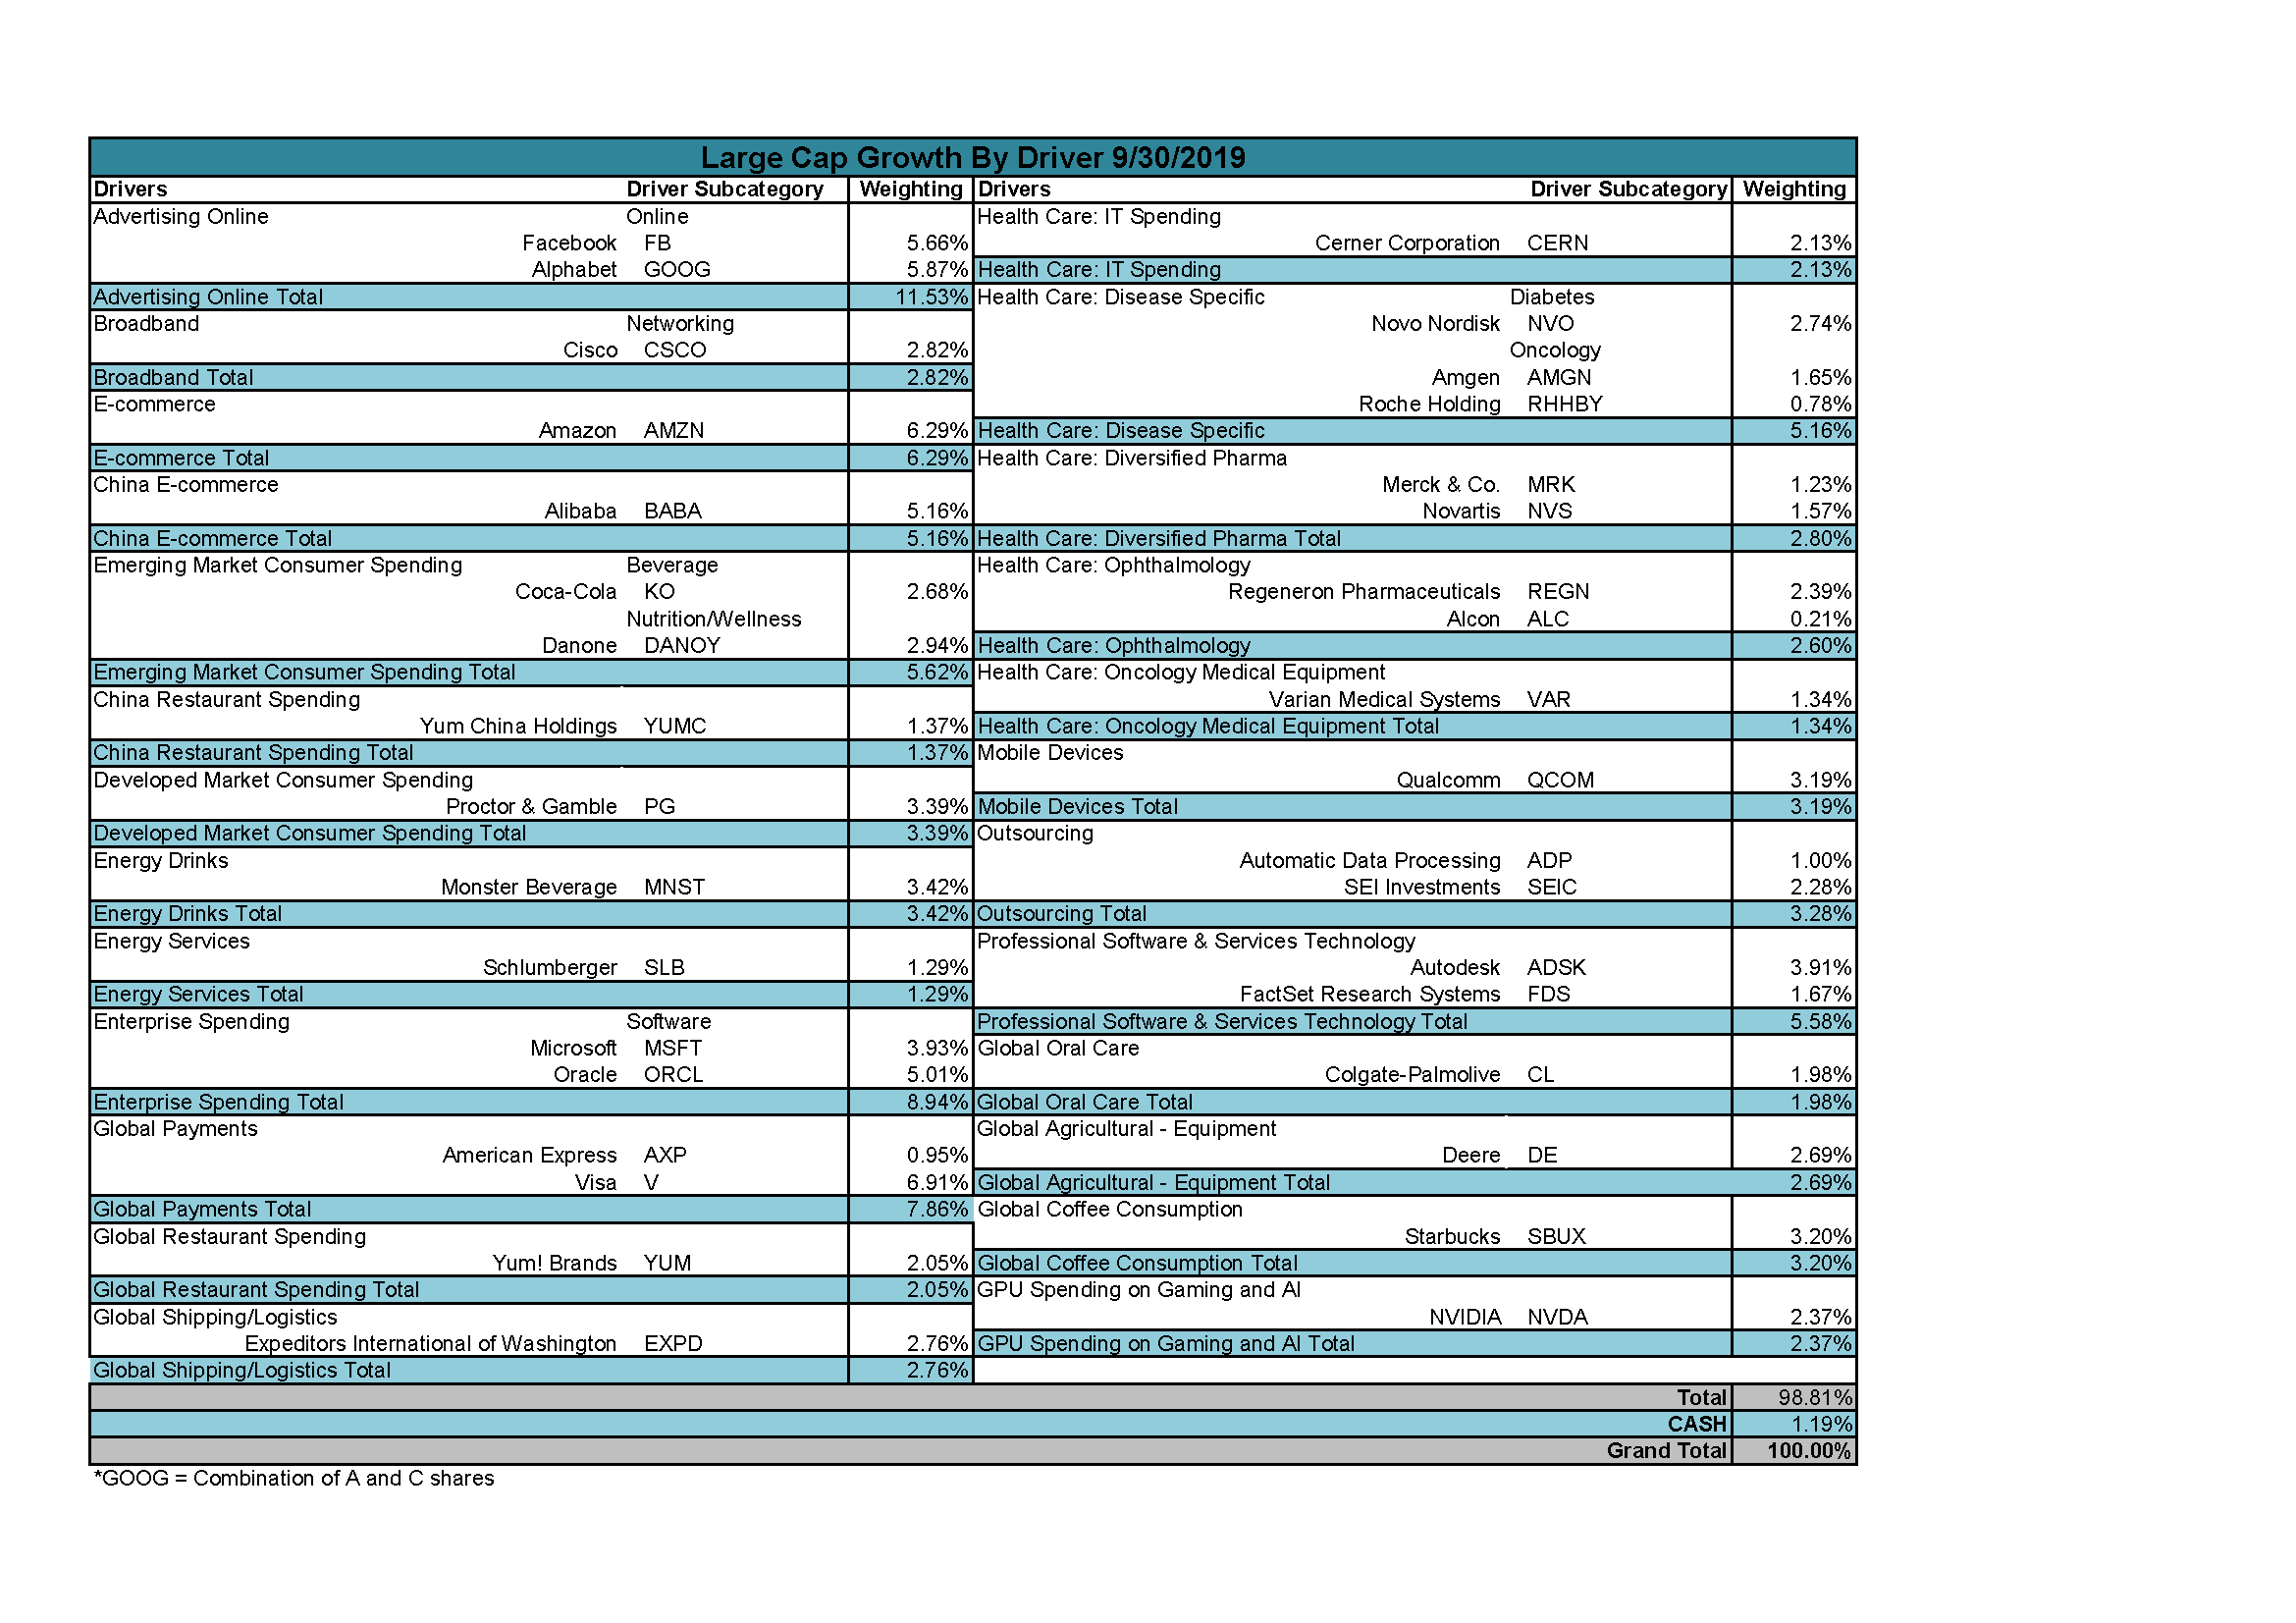 Large Cap Growth By Driver 9/30/2019
Drivers Driver Subcategory Weighting Drivers Driver Subcategory Weighting
Advertising Online Online Health Care: IT Spending
Facebook FB 5.66% Cerner Corporation CERN 2.13%
Alphabet GOOG 5.87% Health Care: IT Spending 2.13%
Advertising Online Total 11.53% Health Care: Disease Specific Diabetes
Broadband Networking Novo Nordisk NVO 2.74%
Cisco CSCO 2.82% Oncology
Broadband Total 2.82% Amgen AMGN 1.65%
E-commerce Roche Holding RHHBY 0.78%
Amazon AMZN 6.29% Health Care: Disease Specific 5.16%
E-commerce Total 6.29% Health Care: Diversified Pharma
China E-commerce Merck & Co. MRK 1.23%
Alibaba BABA 5.16% Novartis NVS 1.57%
China E-commerce Total 5.16% Health Care: Diversified Pharma Total 2.80%
Emerging Market Consumer Spending Beverage Health Care: Ophthalmology
Coca-Cola KO 2.68% Regeneron Pharmaceuticals REGN 2.39%
Nutrition/Wellness Alcon ALC 0.21%
Danone DANOY 2.94% Health Care: Ophthalmology 2.60%
Emerging Market Consumer Spending Total 5.62% Health Care: Oncology Medical Equipment
China Restaurant Spending Varian Medical Systems VAR 1.34%
Yum China Holdings YUMC 1.37% Health Care: Oncology Medical Equipment Total 1.34%
China Restaurant Spending Total 1.37% Mobile Devices
Developed Market Consumer Spending Qualcomm QCOM 3.19%
Proctor & Gamble PG 3.39% Mobile Devices Total 3.19%
Developed Market Consumer Spending Total 3.39% Outsourcing
Energy Drinks Automatic Data Processing ADP 1.00%
Monster Beverage MNST 3.42% SEI Investments SEIC 2.28%
Energy Drinks Total 3.42% Outsourcing Total 3.28%
Energy Services Professional Software & Services Technology
Schlumberger SLB 1.29% Autodesk ADSK 3.91%
Energy Services Total 1.29% FactSet Research Systems FDS 1.67%
Enterprise Spending Software Professional Software & Services Technology Total 5.58%
Microsoft MSFT 3.93% Global Oral Care
Oracle ORCL 5.01% Colgate-Palmolive CL 1.98%
Enterprise Spending Total 8.94% Global Oral Care Total 1.98%
Global Payments Global Agricultural - Equipment
American Express AXP 0.95% Deere DE 2.69%
Visa V 6.91% Global Agricultural - Equipment Total 2.69%
Global Payments Total 7.86% Global Coffee Consumption
Global Restaurant Spending Starbucks SBUX 3.20%
Yum! Brands YUM 2.05% Global Coffee Consumption Total 3.20%
Global Restaurant Spending Total 2.05% GPU Spending on Gaming and AI
Global Shipping/Logistics NVIDIA NVDA 2.37%
Expeditors International of Washington EXPD 2.76% GPU Spending on Gaming and AI Total 2.37%
Global Shipping/Logistics Total 2.76%
Total 98.81%
CASH 1.19%
Grand Total 100.00%
*GOOG = Combination of A and C shares